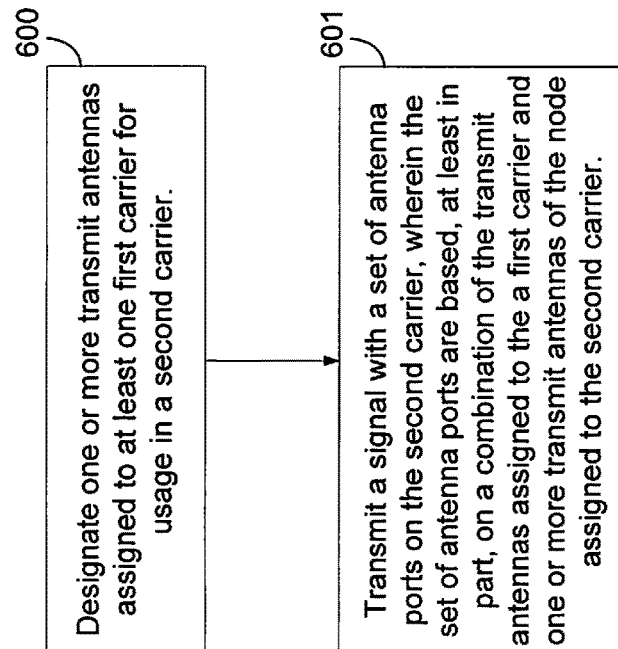 600
Designate one or more transmit antennas
assigned to at least one first carrier for
usage in a second carrier.
601
Transmit a signal with a set of antenna
ports on the second carrier, wherein the
set of antenna ports are based, at least in
part, on a combination of the transmit
antennas assigned to the a first carrier and
one or more transmit antennas of the node
assigned to the second carrier.